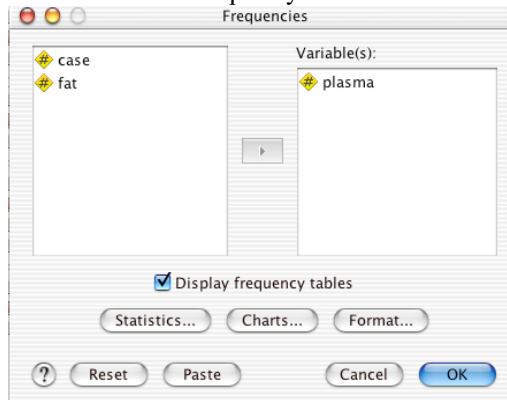 Frequencies
case
fat
Variable(s):
plasma
Display frequency tables
Statistics...
Charts...
Format...
?
Reset
Paste
Cancel
OK